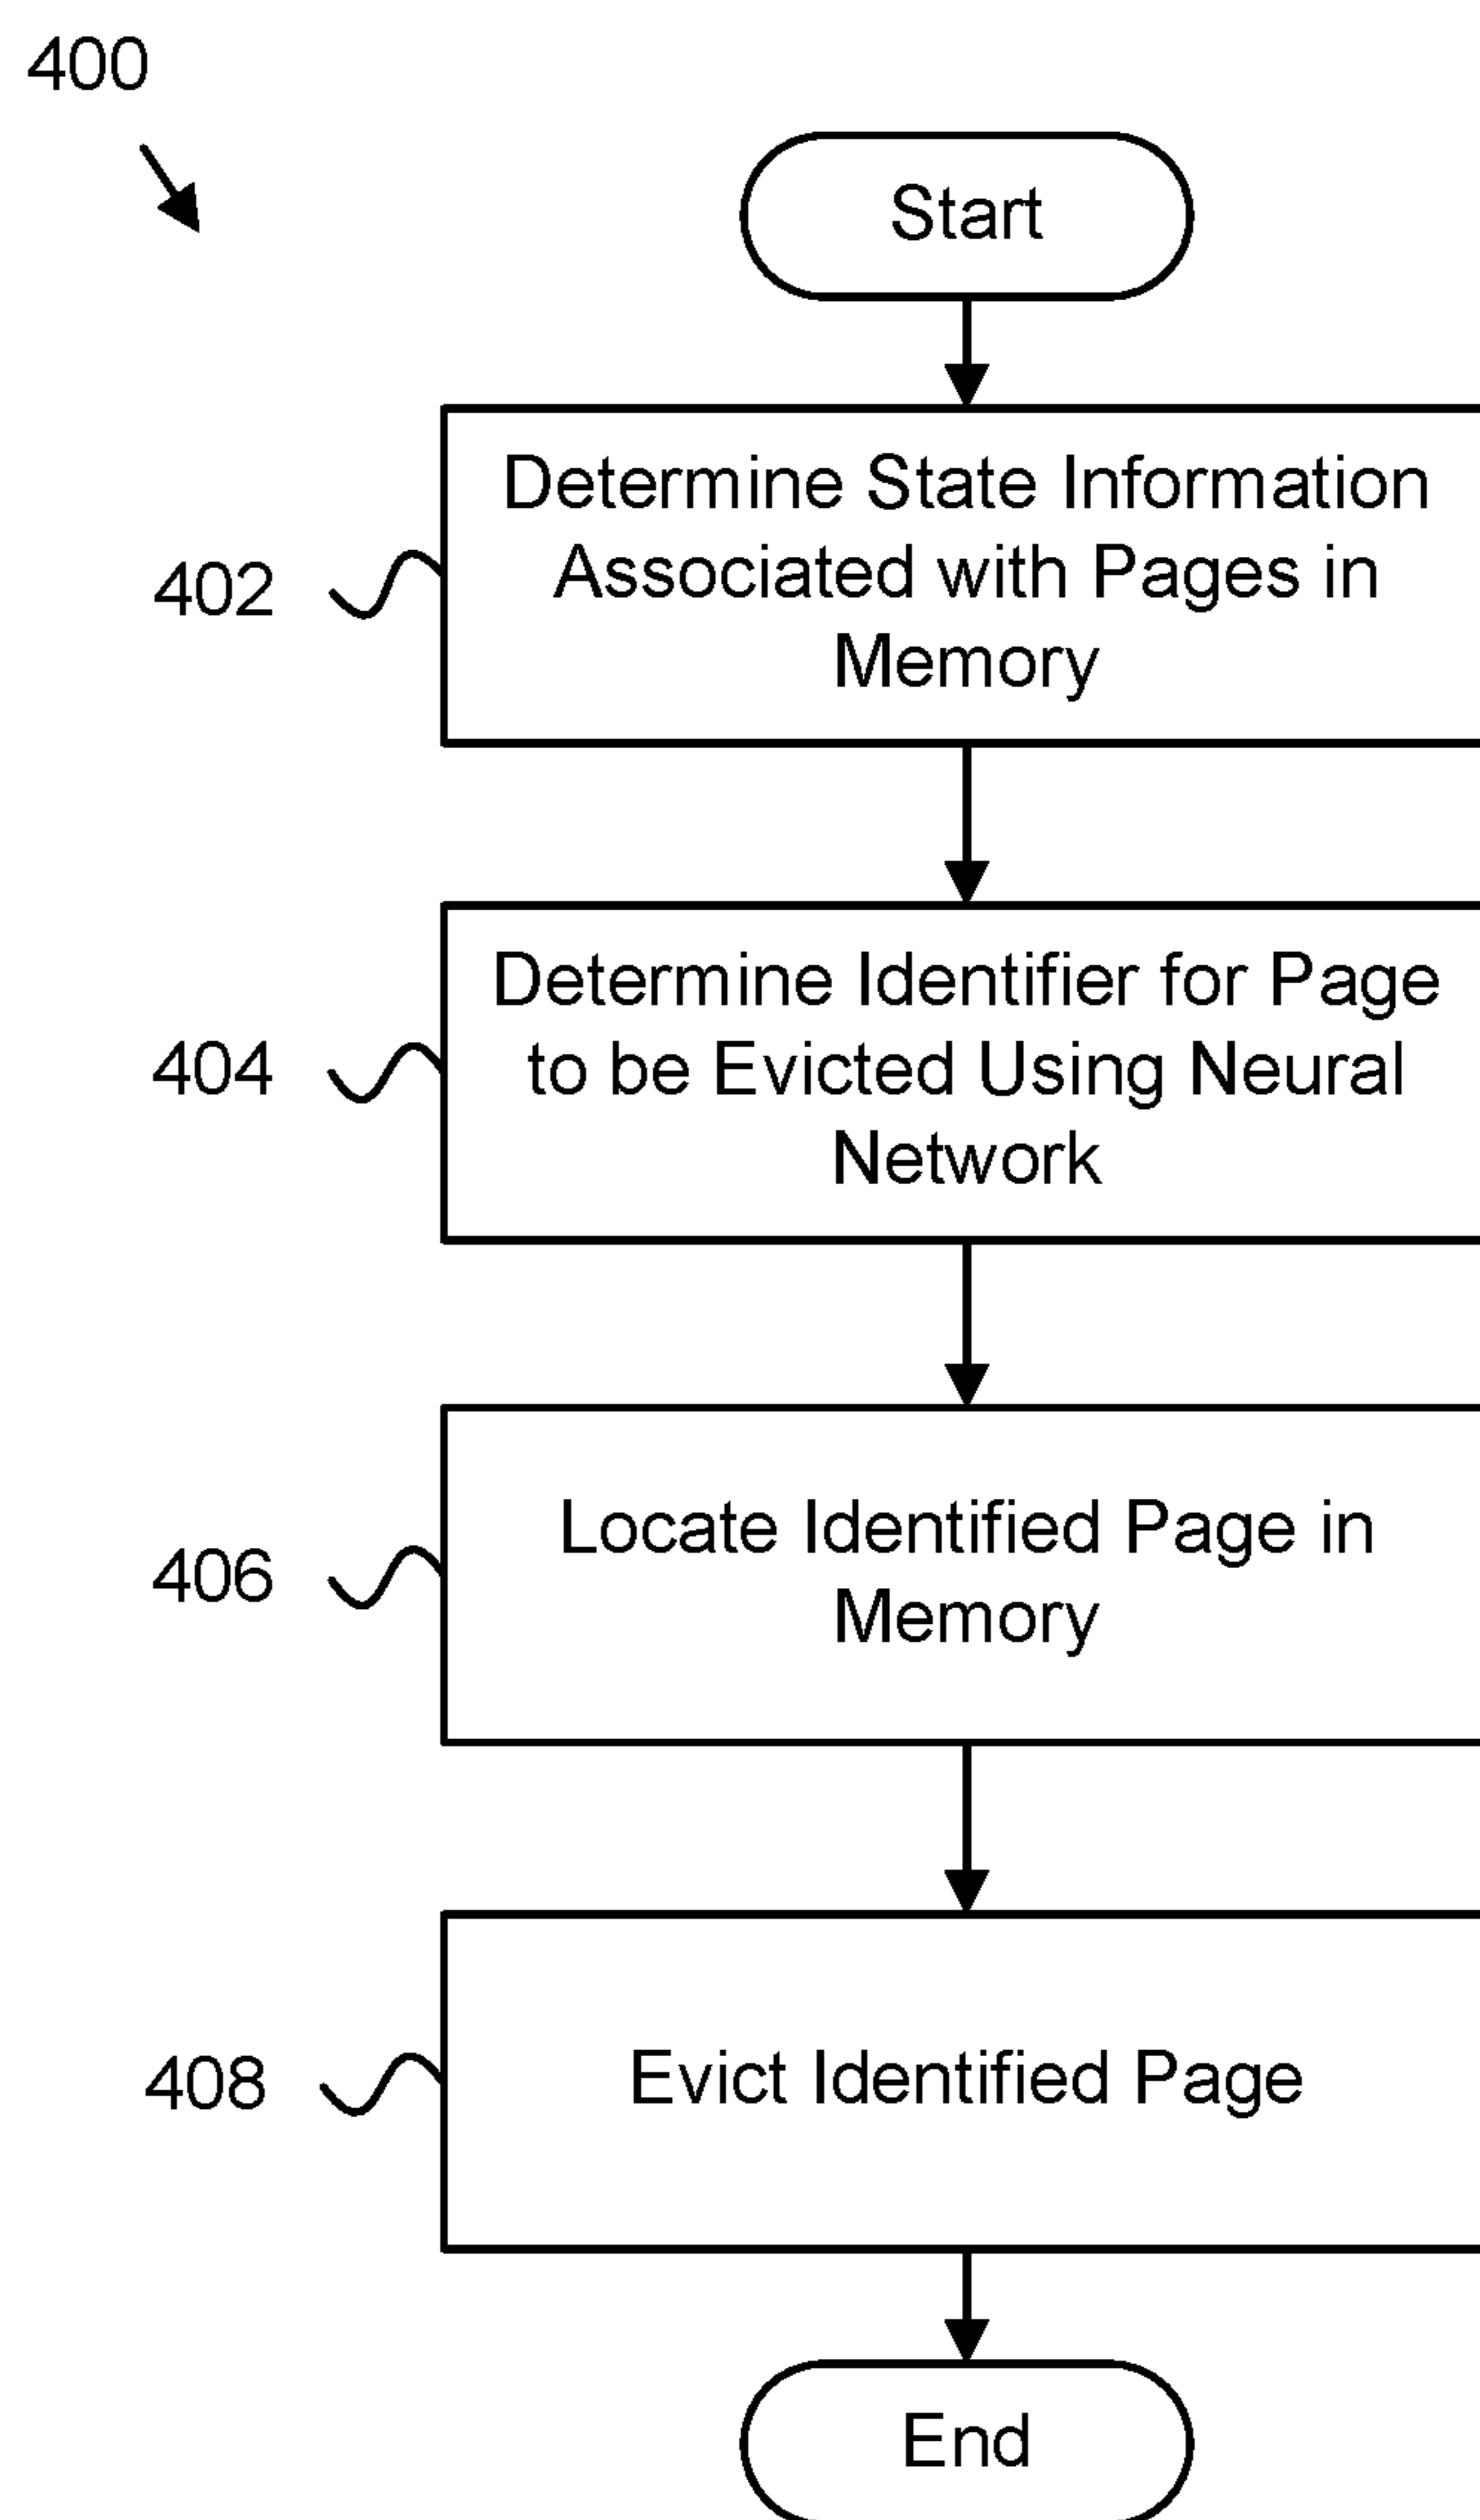 400
Start
402
Determine State Information
Associated with Pages in
Memory
404
Determine Identifier for Page
to be Evicted Using Neural
Network
406
Locate Identified Page in
Memory
408
Evict Identified Page
End